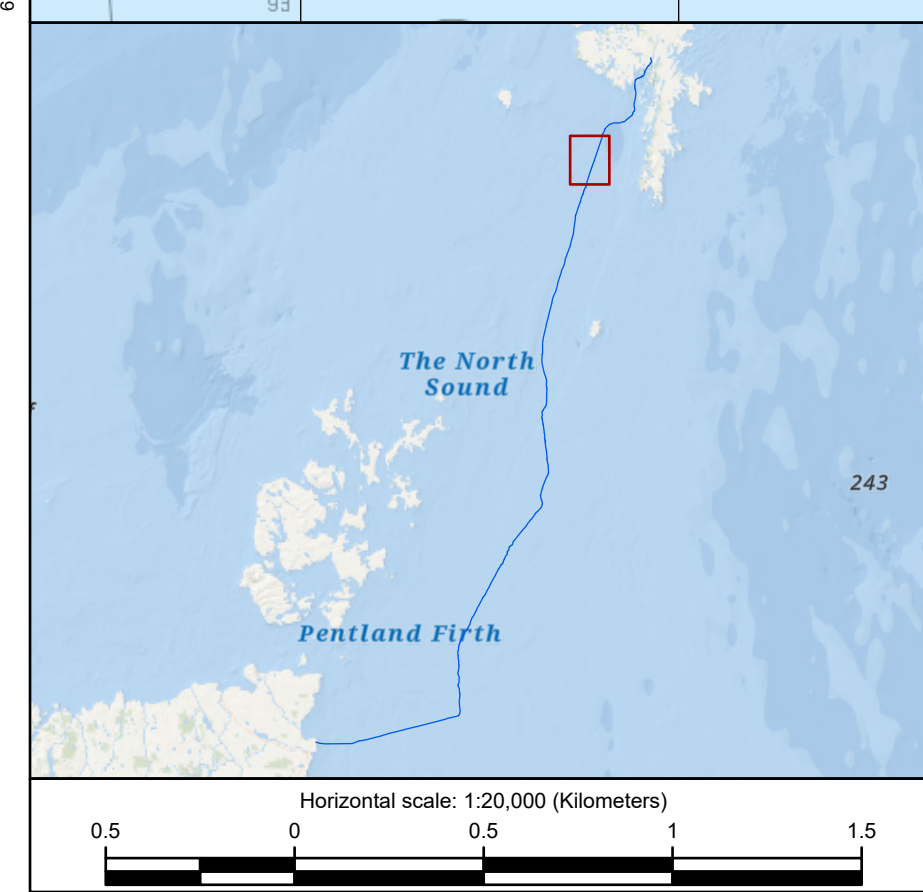 93
The North
Sound
243
Pentland Firth
Horizontal scale: 1:20,000 (Kilometers)
0.5 0 0.5 1 1.5